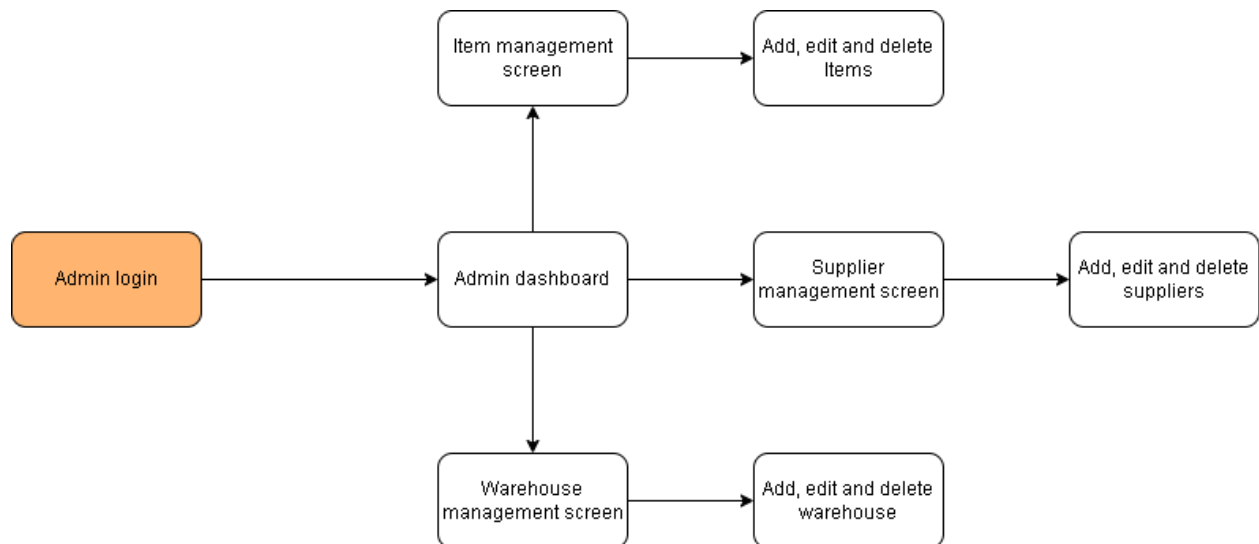 Item management
screen
Add, edit and delete
Items
Admin login
Admin dashboard
Supplier
management screen
Add, edit and delete
suppliers
Warehouse
management screen
Add, edit and delete
warehouse